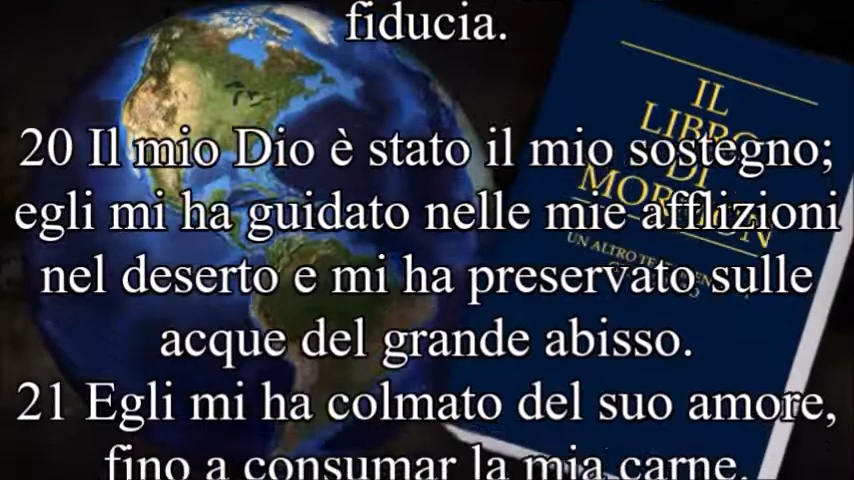 fiducia.
20 Il mio Dio è stato il mio sostegno;
egli mi ha guidato nelle mie afflizioni
nel deserto e mi ha preservato sulle
acque del grande abisso.
21 Egli mi ha colmato del suo amore,
fino a consumar la mia carne.
IL
LIBRO
DI
MORMON
UN ALTRO